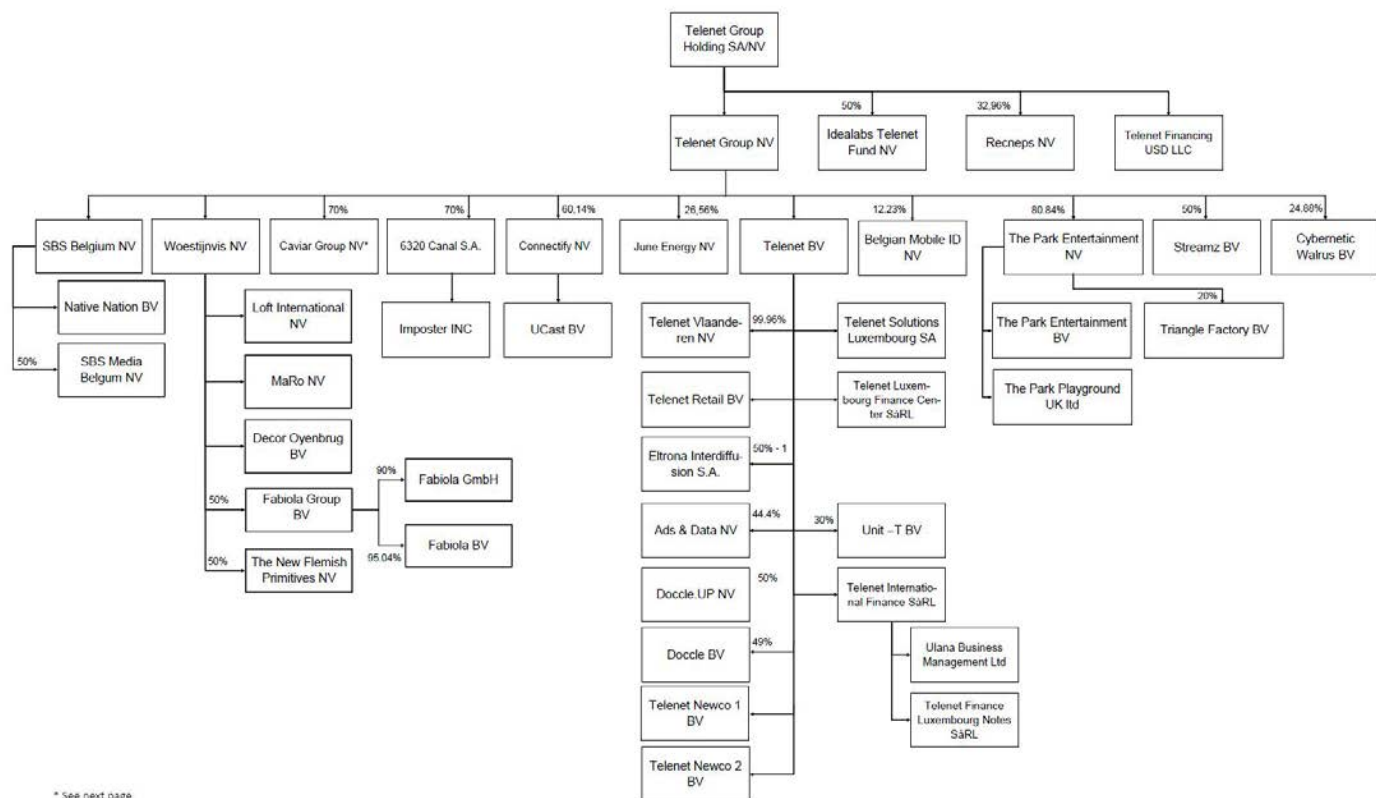 Telenet Group
Holding SA/NV
50%
32,96%
Telenet Group NV
Idealabs Telenet
Fund NV
Recneps NV
Telenet Financing
USD LLC
70%
70%
60,14%
26,56%
12.23%
80.84%
50%
24.68%
SBS Belgium NV
Woestijnvis NV
Caviar Group NV*
6320 Canal S.A.
Connectify NV
June Energy NV
Telenet BV
Belgian Mobile ID
NV
The Park Entertainment
NV
Streamz BV
Cybernetic
Walrus BV
Native Nation BV
50%
SBS Media
Belgum NV
Loft International
NV
MaRo NV
Decor Oyenbrug
BV
50%
Fabiola Group
BV
90%
Fabiola GmbH
95.04%
Fabiola BV
50%
The New Flemish
Primitives NV
Imposter INC
UCast BV
Telenet Vlaande-
ren NV
99.96%
Telenet Solutions
Luxembourg SA
Telenet Retail BV
Telenet Luxem-
bourg Finance Cen-
ter SàRL
Eltrona Interdiffu-
sion S.A.
50% - 1
Ads & Data NV
44.4%
30%
Unit –T BV
Doccle.UP NV
50%
Telenet Internatio-
nal Finance SàRL
Doccle BV
49%
Ulana Business
Management Ltd
Telenet Newco 1
BV
Telenet Finance
Luxembourg Notes
SàRL
Telenet Newco 2
BV
The Park Entertainment
BV
20%
Triangle Factory BV
The Park Playground
UK ltd
* See next page